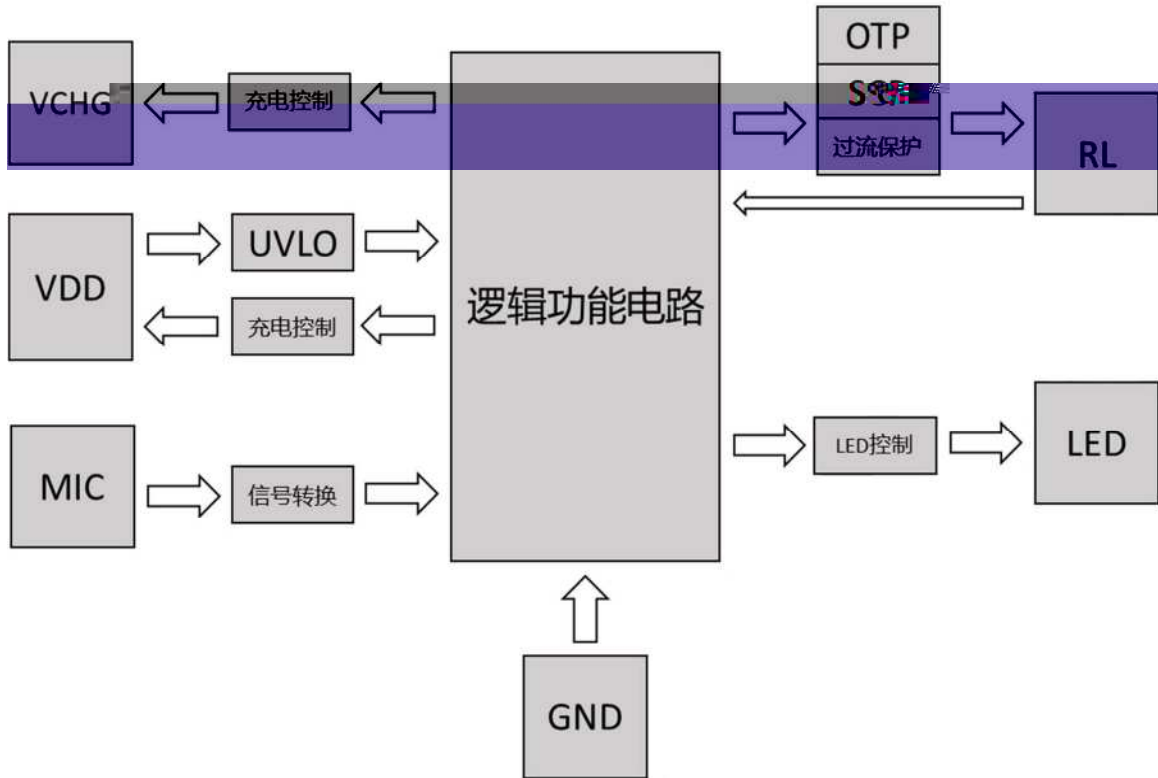 OTP
VCHG
充电控制
过流保护
RL
VDD
UVLO
充电控制
逻辑功能电路
MIC
信号转换
LED控制
LED
GND